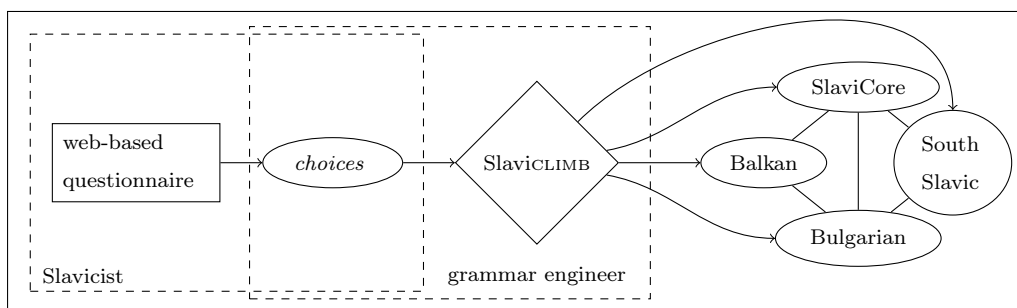 web-based
questionnaire
choices
SlaviCLIMB
SlaviCore
Balkan
South
Slavic
Bulgarian
Slavicist
grammar engineer